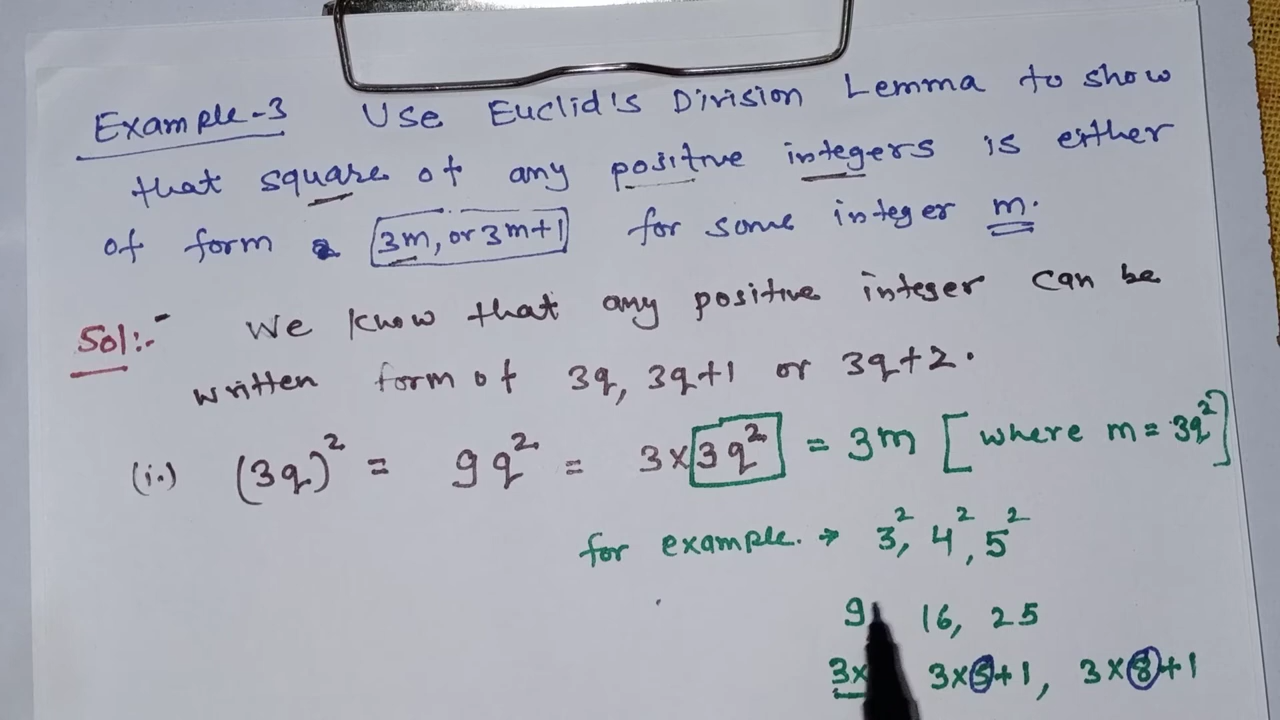 Example-3 Use Euclid's Division Lemma to show
that square of any positive integers is either
of form 3m, or 3m+1 for some integer m.
Sol:- We know that any positive integer can be
written form of 3q, 3q+1 or 3q+2.
(i.) (3q)² = 9q² = 3×3q² = 3m [where m = 3q²]
for example. → 3², 4², 5²
9 16, 25
3× 3×5+1, 3×8+1